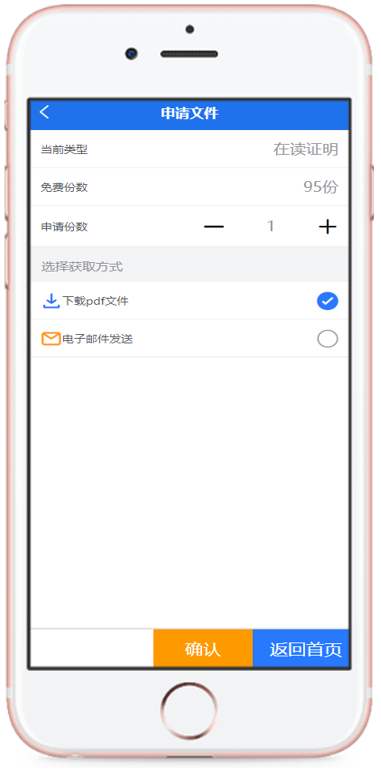 申请文件
当前类型 在读证明
免费份数 95份
申请份数 1
选择获取方式
下载pdf文件
电子邮件发送
确认 返回首页